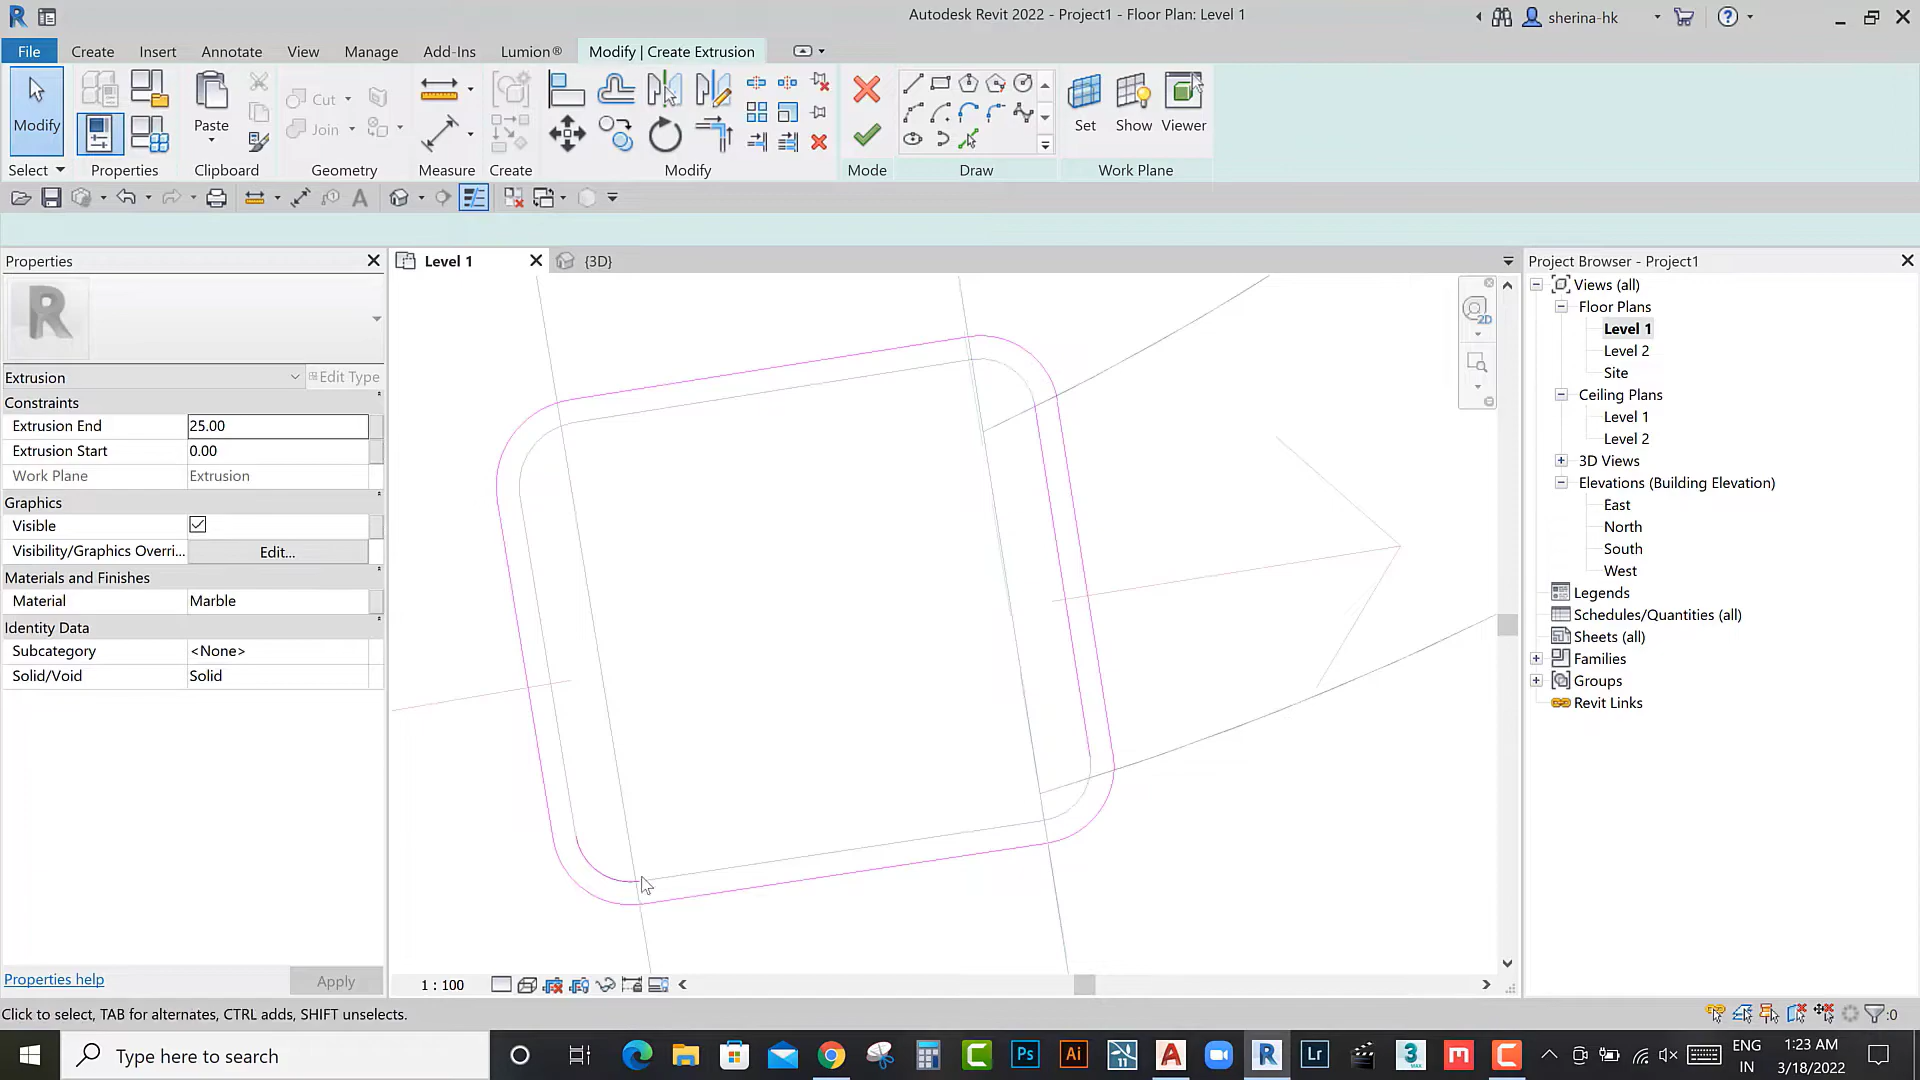 Autodesk Revit 2022 - Project1 - Floor Plan: Level 1
sherina-hk
File Create Insert Annotate View Manage Add-Ins Lumion® Modify | Create Extrusion
Modify
Paste
Cut
Join
Set Show Viewer
Select Properties Clipboard Geometry Measure Create Modify Mode Draw Work Plane
Properties
Level 1
{3D}
Project Browser - Project1
R
Extrusion
Edit Type
Constraints
Extrusion End 25.00
Extrusion Start 0.00
Work Plane Extrusion
Graphics
Visible
Visibility/Graphics Overri... Edit...
Materials and Finishes
Material Marble
Identity Data
Subcategory <None>
Solid/Void Solid
Properties help
Apply
2D
Views (all)
Floor Plans
Level 1
Level 2
Site
Ceiling Plans
Level 1
Level 2
3D Views
Elevations (Building Elevation)
East
North
South
West
Legends
Schedules/Quantities (all)
Sheets (all)
Families
Groups
Revit Links
1 : 100
Click to select, TAB for alternates, CTRL adds, SHIFT unselects.
:0
Type here to search
Ps Ai 11 A R Lr 3 m C
ENG
IN
1:23 AM
3/18/2022